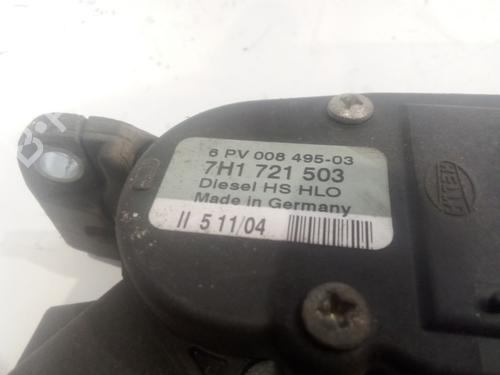 6 PV 008 495-03
7H1 721 503
Diesel HS HLO
Made in Germany
II 5 11/04
HELLA
B-P